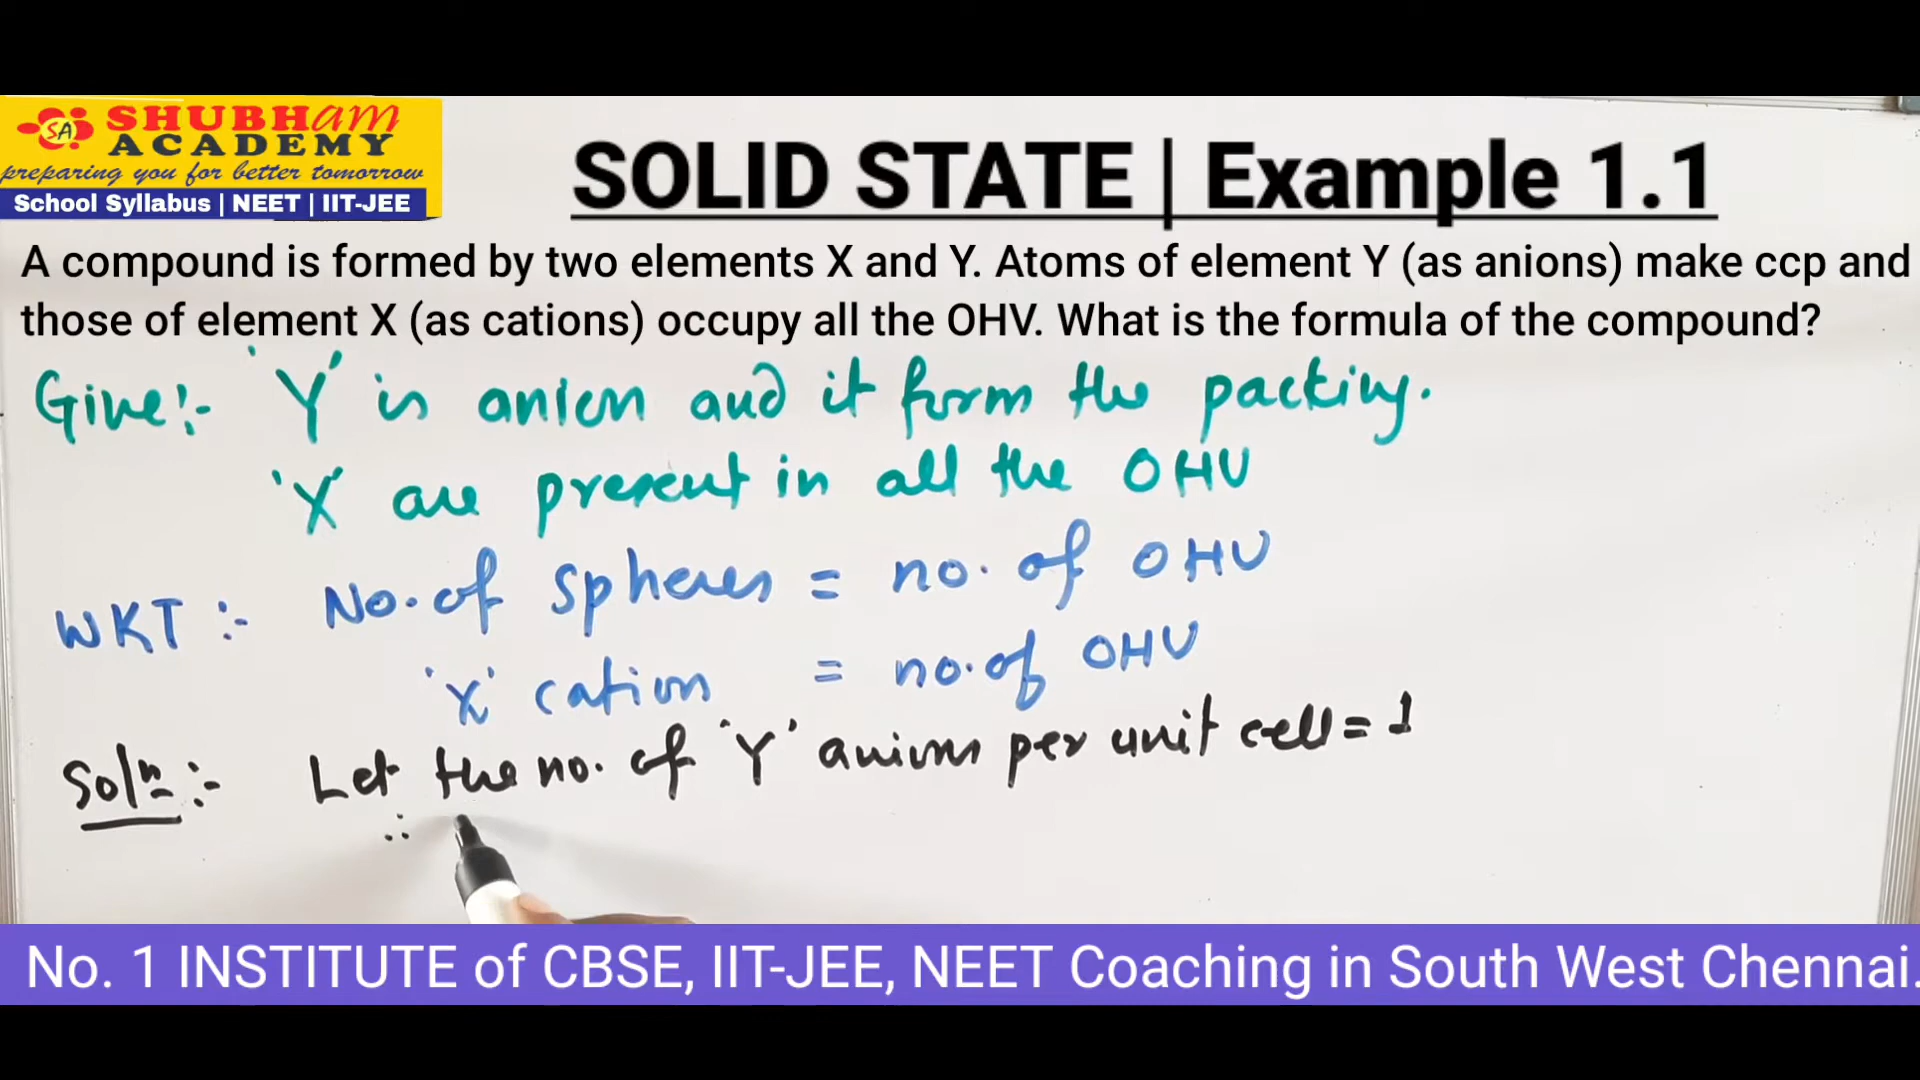 SHUBHam
ACADEMY
SA
preparing you for better tomorrow
School Syllabus | NEET | IIT-JEE
SOLID STATE | Example 1.1
A compound is formed by two elements X and Y. Atoms of element Y (as anions) make ccp and
those of element X (as cations) occupy all the OHV. What is the formula of the compound?
Give:- 'Y' is anion and it form the packing.
'X' are present in all the OHV
WKT :- No. of spheres = no. of OHV
'X' cation = no. of OHV
Soln :- Let the no. of 'Y' anions per unit cell = 1
∴
No. 1 INSTITUTE of CBSE, IIT-JEE, NEET Coaching in South West Chennai.